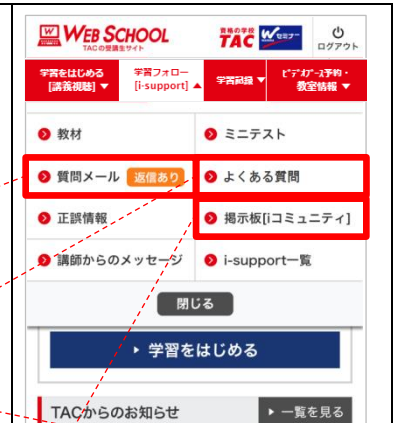 WEB SCHOOL
TACの受講生サイト
資格の学校
TAC
Wセミナー
ログアウト
学習をはじめる
[講義視聴] ▼
学習フォロー
[i-support] ▲
学習記録 ▼
ビデオブース予約・
教室情報 ▼
教材
ミニテスト
質問メール 返信あり
よくある質問
正誤情報
掲示板[iコミュニティ]
講師からのメッセージ
i-support一覧
閉じる
学習をはじめる
TACからのお知らせ
一覧を見る